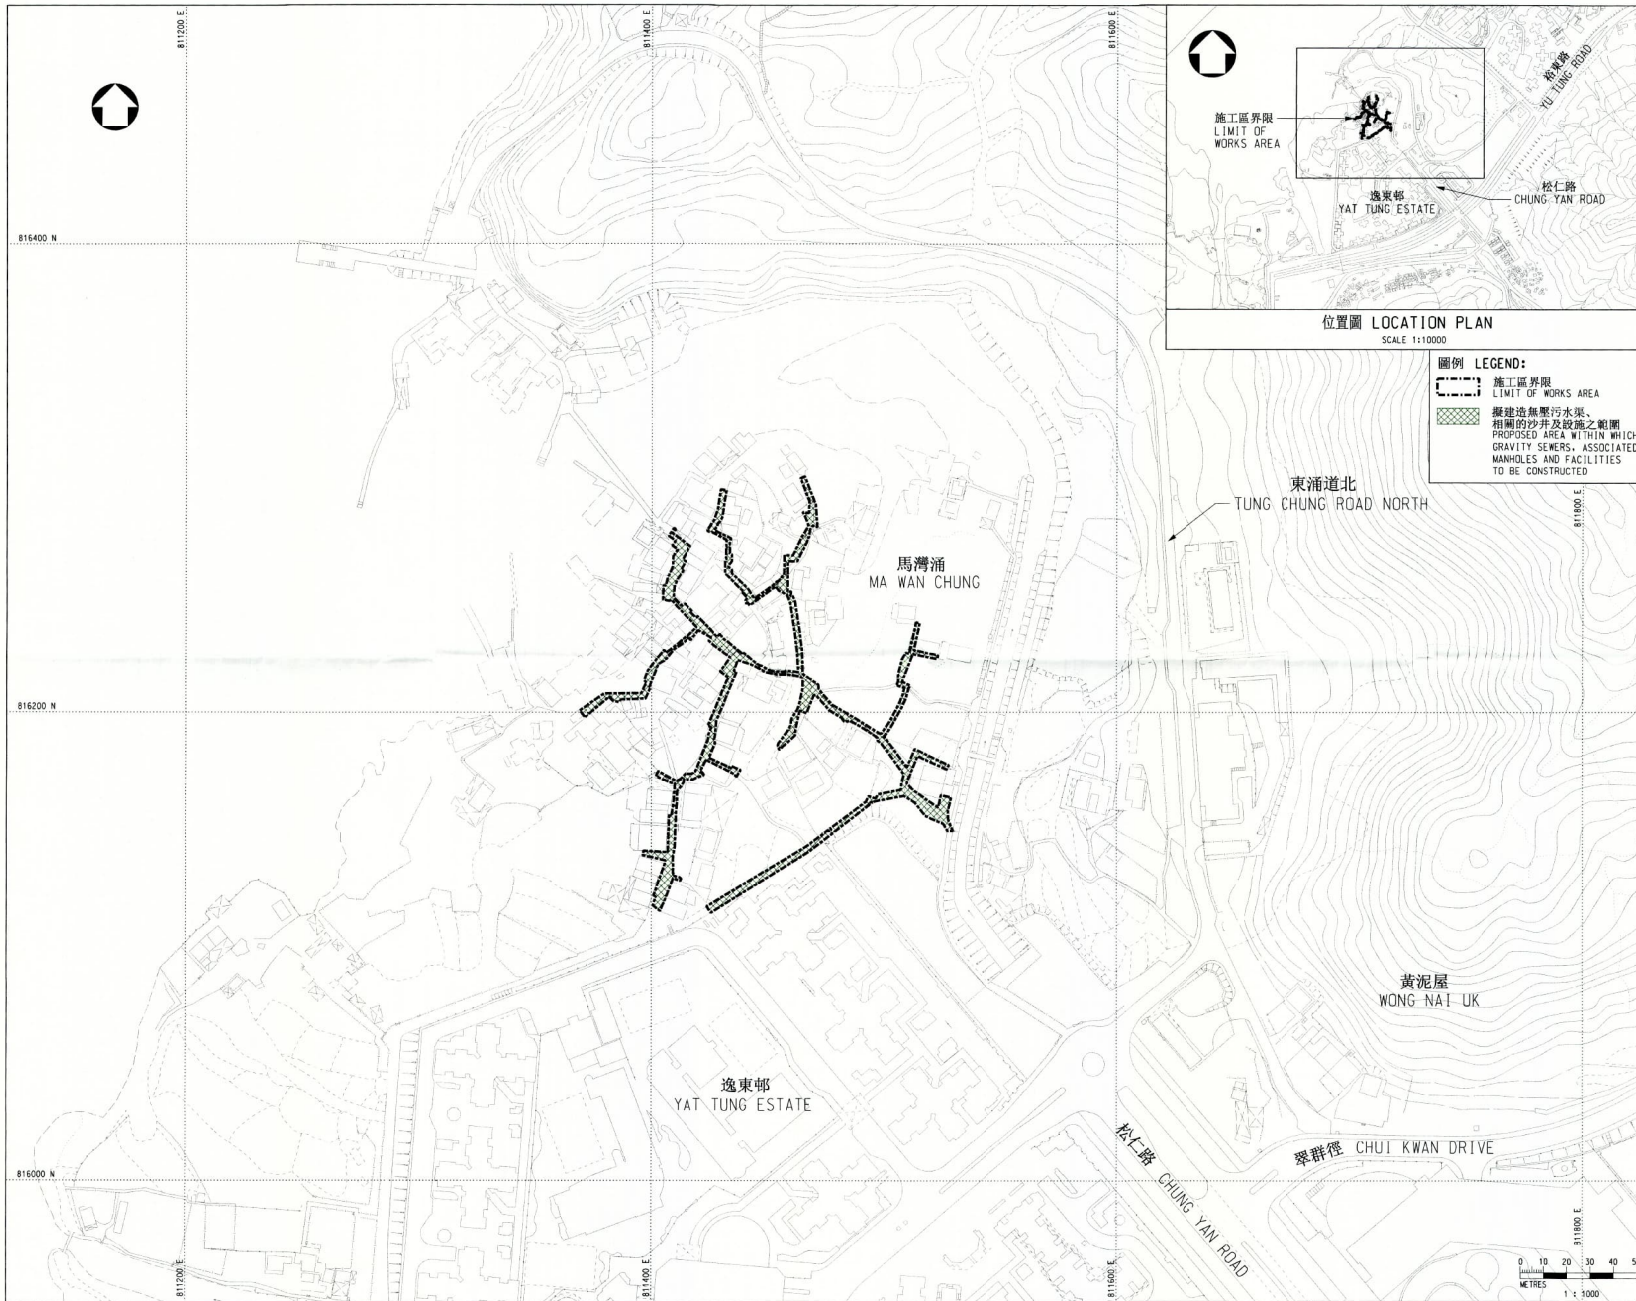 811200 E
811400 E
811600 E
施工區界限
LIMIT OF
WORKS AREA
裕東路
YU TUNG ROAD
松仁路
CHUNG YAN ROAD
逸東邨
YAT TUNG ESTATE
位置圖 LOCATION PLAN
SCALE 1:10000
圖例 LEGEND:
施工區界限
LIMIT OF WORKS AREA
擬建造無壓污水渠、
相關的沙井及設施之範圍
PROPOSED AREA WITHIN WHICH
GRAVITY SEWERS, ASSOCIATED
MANHOLES AND FACILITIES
TO BE CONSTRUCTED
816400 N
東涌道北
TUNG CHUNG ROAD NORTH
811800 E
馬灣涌
MA WAN CHUNG
816200 N
黃泥屋
WONG NAI UK
逸東邨
YAT TUNG ESTATE
松仁路 CHUNG YAN ROAD
翠群徑 CHUI KWAN DRIVE
816000 N
811200 E
811400 E
811600 E
811800 E
0 10 20 30 40
METRES
1 : 1000